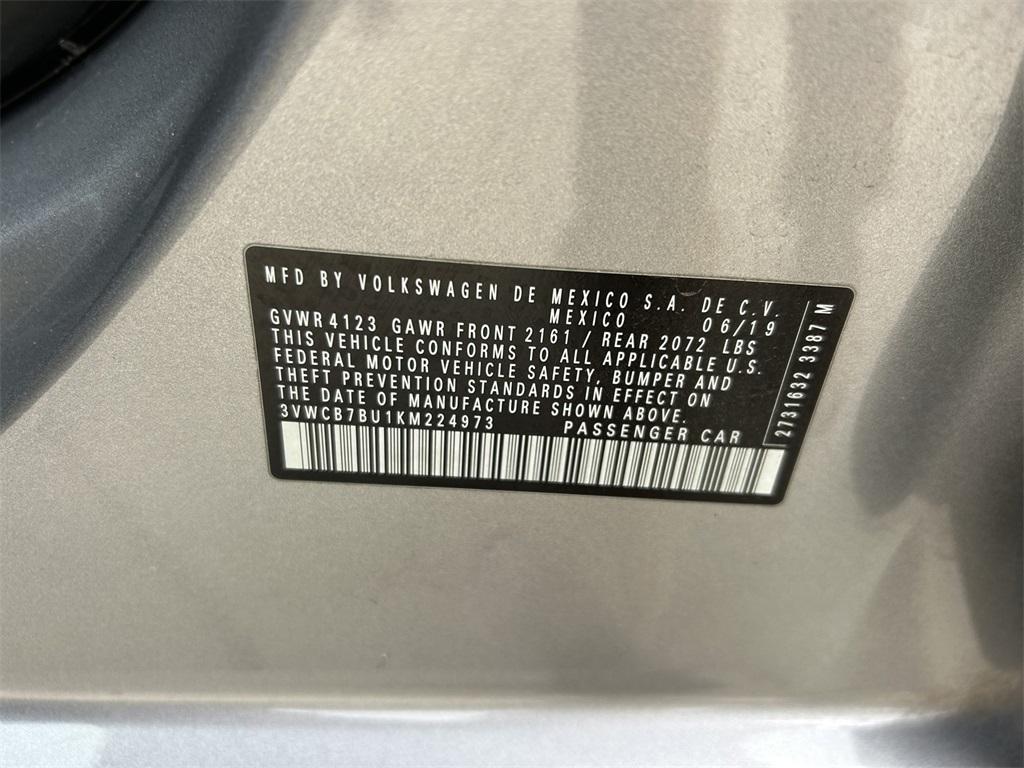 MFD BY VOLKSWAGEN DE MEXICO S.A. DE C.V.
MEXICO 06/19
GVWR 4123 GAWR FRONT 2161 / REAR 2072 LBS
THIS VEHICLE CONFORMS TO ALL APPLICABLE U.S.
FEDERAL MOTOR VEHICLE SAFETY, BUMPER AND
THEFT PREVENTION STANDARDS IN EFFECT ON
THE DATE OF MANUFACTURE SHOWN ABOVE.
3VWCB7BU1KM224973 PASSENGER CAR
2731632 3387 M